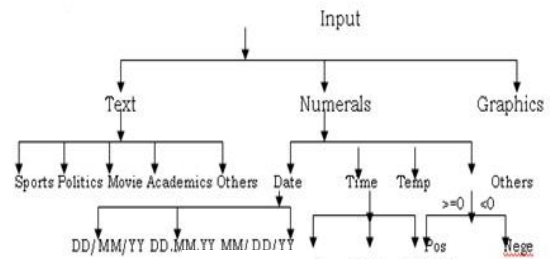 Input
Text Numerals Graphics
Sports Politics Movie Academics Others Date Time Temp Others
>=0 <0
DD/MM/YY DD.MM.YY MM/DD/YY Pos Nege